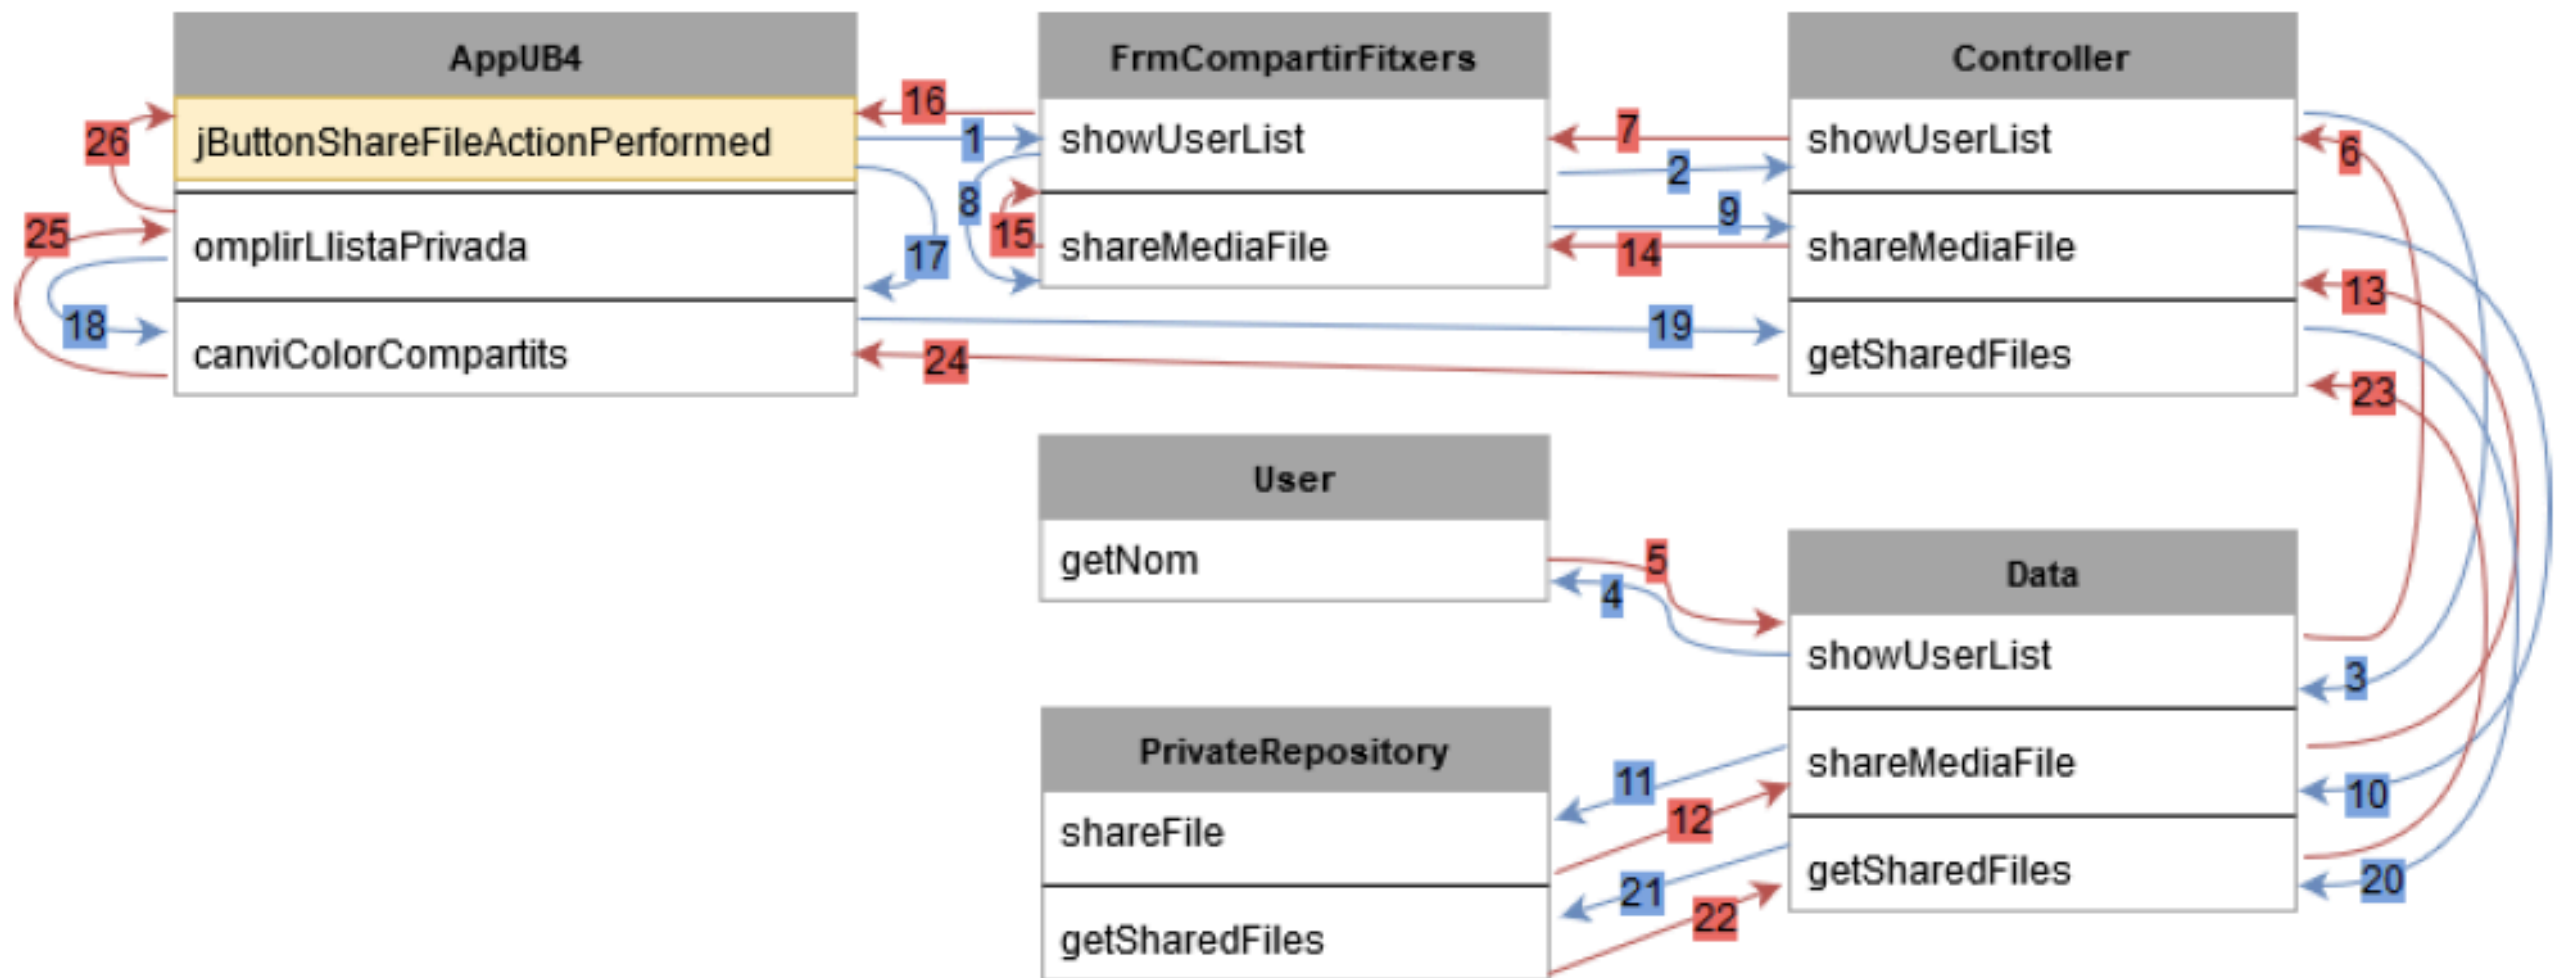 AppUB4
FrmCompartirFitxers
Controller
16
jButtonShareFileActionPerformed
1
showUserList
7
2
showUserList
6
26
8
25
omplirLlistaPrivada
17
15
shareMediaFile
9
14
shareMediaFile
13
18
canviColorCompartits
24
19
getSharedFiles
23
User
getNom
5
4
Data
showUserList
3
PrivateRepository
shareFile
11
12
shareMediaFile
10
getSharedFiles
21
22
getSharedFiles
20